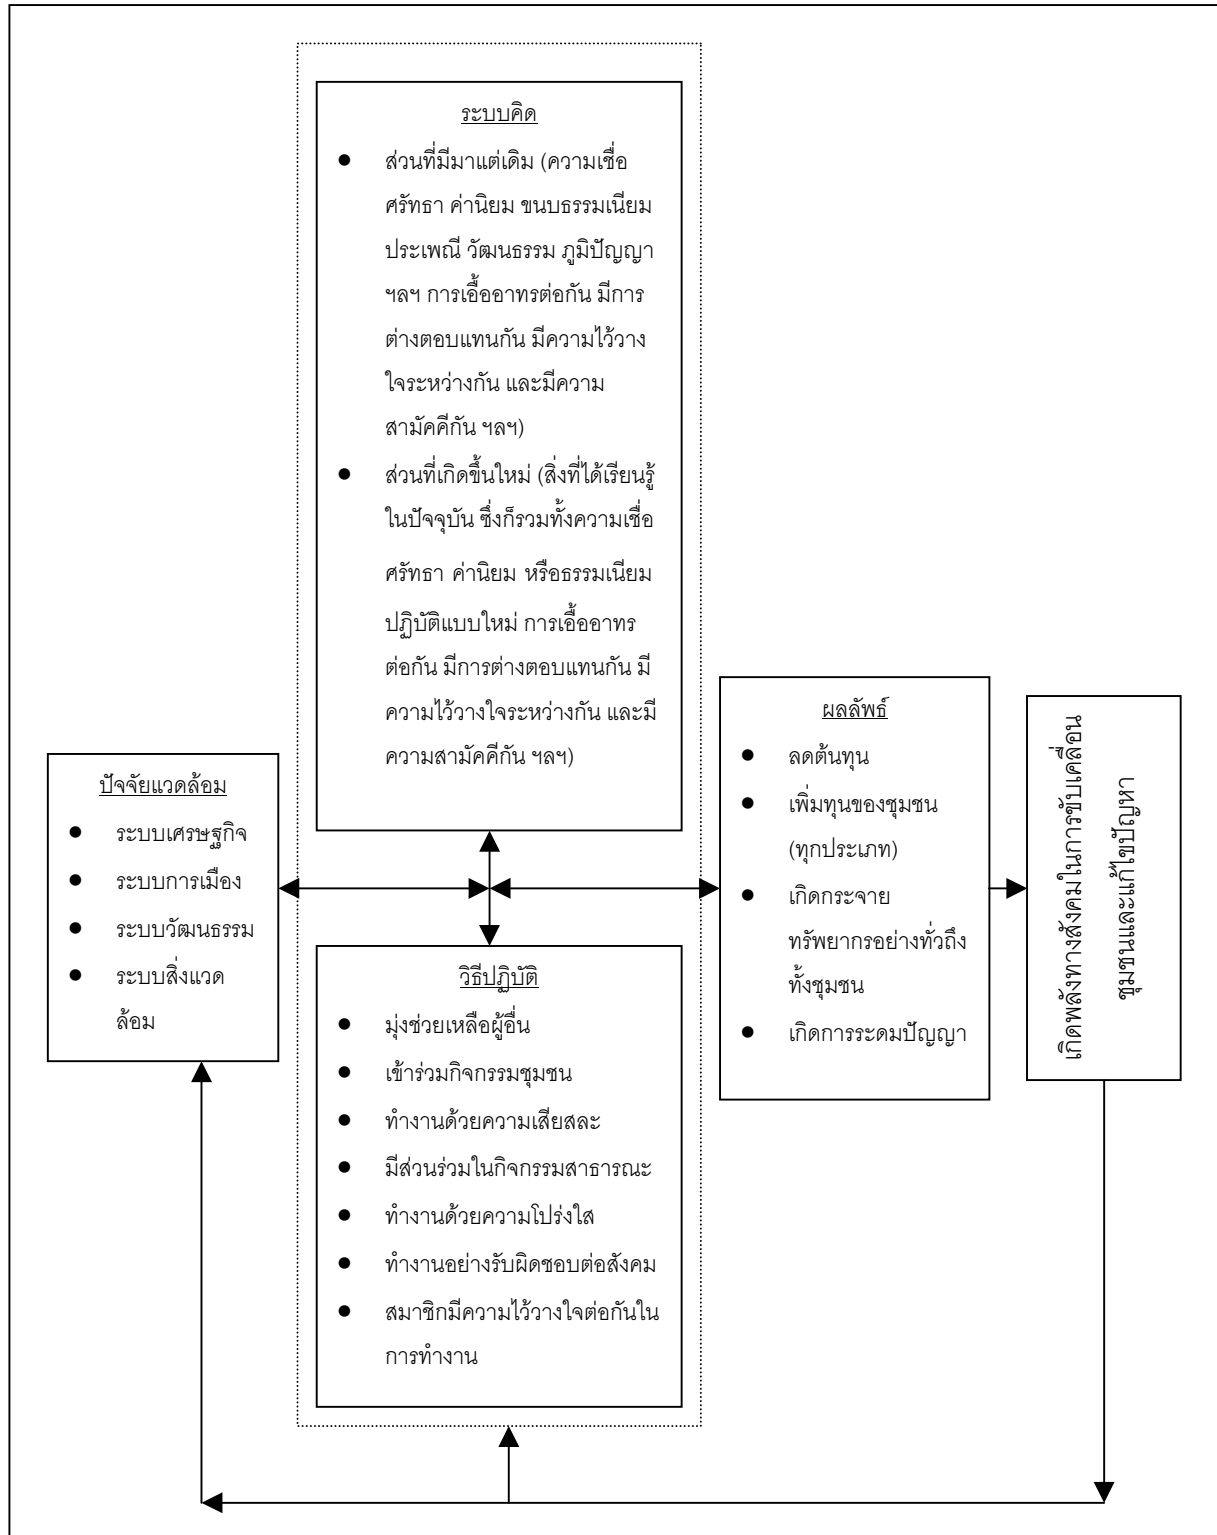 ระบบคิด
● ส่วนที่มีมาแต่เดิม (ความเชื่อ
ศรัทธา ค่านิยม ขนบธรรมเนียม
ประเพณี วัฒนธรรม ภูมิปัญญา
ฯลฯ การเอื้ออาทรต่อกัน มีการ
ต่างตอบแทนกัน มีความไว้วาง
ใจระหว่างกัน และมีความ
สามัคคีกัน ฯลฯ)
● ส่วนที่เกิดขึ้นใหม่ (สิ่งที่ได้เรียนรู้
ในปัจจุบัน ซึ่งก็รวมทั้งความเชื่อ
ศรัทธา ค่านิยม หรือธรรมเนียม
ปฏิบัติแบบใหม่ การเอื้ออาทร
ต่อกัน มีการต่างตอบแทนกัน มี
ความไว้วางใจระหว่างกัน และมี
ความสามัคคีกัน ฯลฯ)
ปัจจัยแวดล้อม
● ระบบเศรษฐกิจ
● ระบบการเมือง
● ระบบวัฒนธรรม
● ระบบสิ่งแวด
ล้อม
วิธีปฏิบัติ
● มุ่งช่วยเหลือผู้อื่น
● เข้าร่วมกิจกรรมชุมชน
● ทำงานด้วยความเสียสละ
● มีส่วนร่วมในกิจกรรมสาธารณะ
● ทำงานด้วยความโปร่งใส
● ทำงานอย่างรับผิดชอบต่อสังคม
● สมาชิกมีความไว้วางใจต่อกันใน
การทำงาน
ผลลัพธ์
● ลดต้นทุน
● เพิ่มทุนของชุมชน
(ทุกประเภท)
● เกิดกระจาย
ทรัพยากรอย่างทั่วถึง
ทั้งชุมชน
● เกิดการระดมปัญญา
เกิดพลังทางสังคมในการขับเคลื่อน
ชุมชนและแก้ไขปัญหา